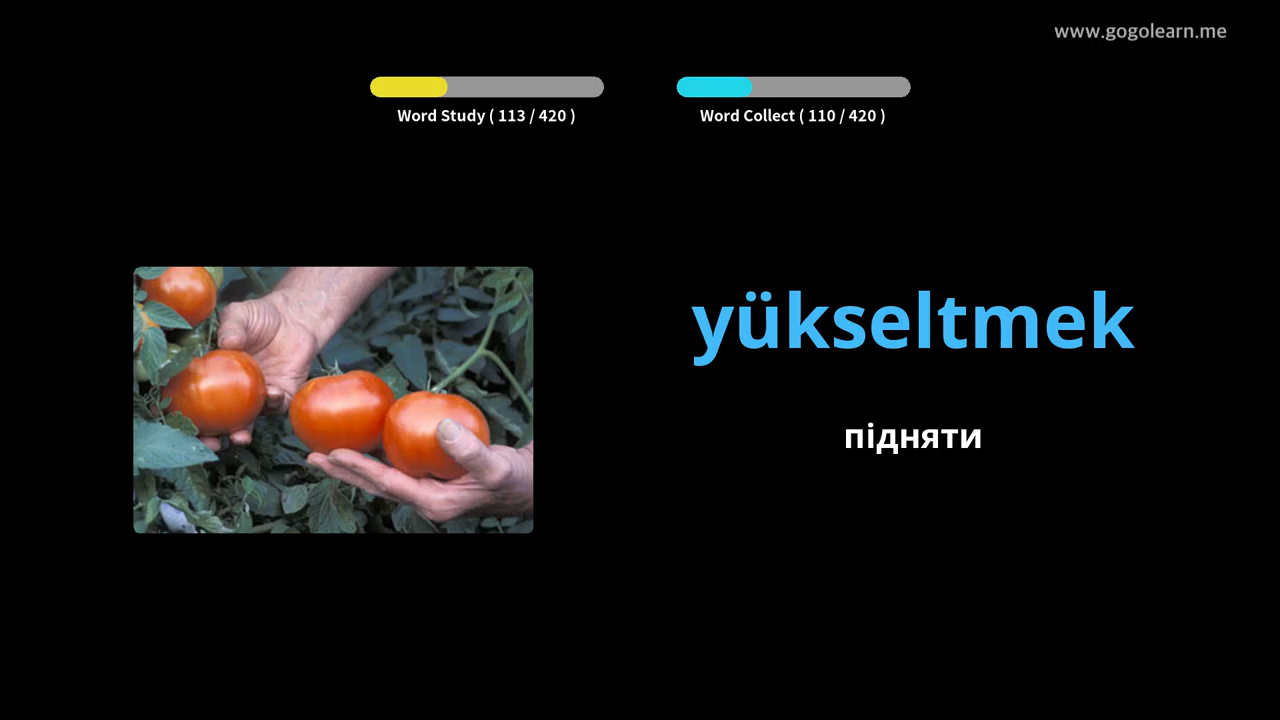 www.gogolearn.me
Word Study ( 113 / 420 )
Word Collect ( 110 / 420 )
yükseltmek
підняти